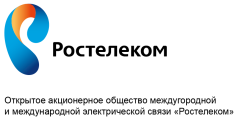 Ростелеком
Открытое акционерное общество междугородной
и международной электрической связи «Ростелеком»